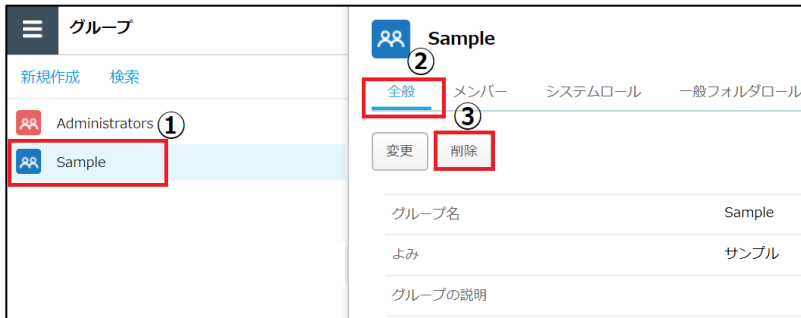 グループ
新規作成 検索
Administrators ①
Sample
Sample
②
全般 メンバー システムロール 一般フォルダロール
③
変更 削除
グループ名 Sample
よみ サンプル
グループの説明